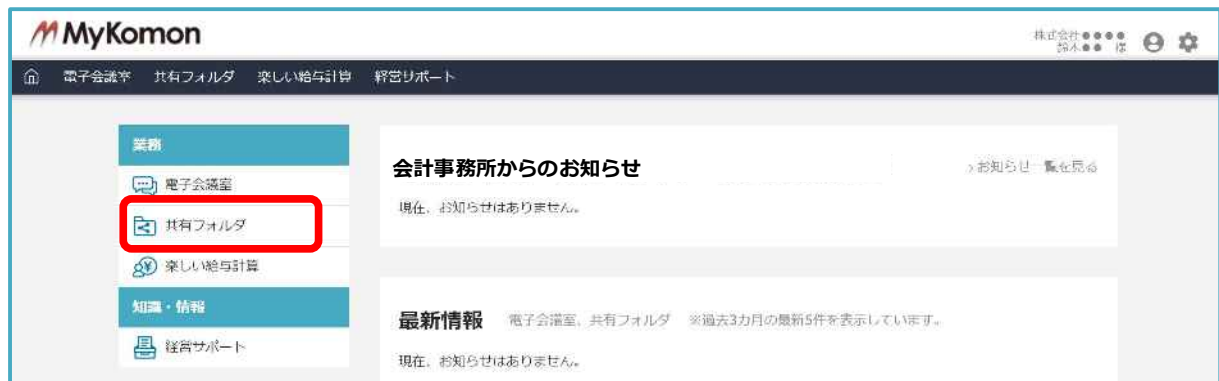 MyKomon
株式会社●●●●
鈴木●● 様
電子会議室 共有フォルダ 楽しい給与計算 経営サポート
業務
電子会議室
共有フォルダ
楽しい給与計算
知識・情報
経営サポート
会計事務所からのお知らせ
>お知らせ一覧を見る
現在、お知らせはありません。
最新情報 電子会議室、共有フォルダ ※過去3カ月の最新5件を表示しています。
現在、お知らせはありません。